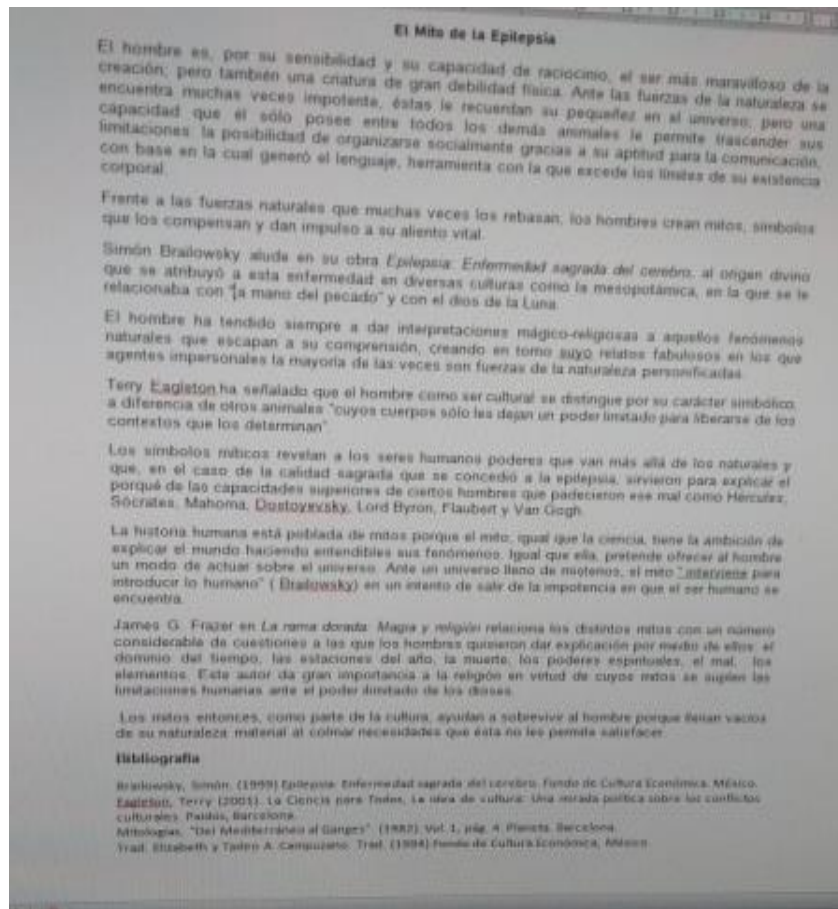 El Mito de la Epilepsia
El hombre es, por su sensibilidad y su capacidad de raciocinio, el ser más maravilloso de la
creación; pero también una criatura de gran debilidad física. Ante las fuerzas de la naturaleza se
encuentra muchas veces impotente, éstas le recuerdan su pequeñez en el universo; pero una
capacidad que él sólo posee entre todos los demás animales le permite trascender sus
limitaciones: la posibilidad de organizarse socialmente gracias a su aptitud para la comunicación,
con base en la cual generó el lenguaje, herramienta con la que excede los límites de su existencia
corporal.
Frente a las fuerzas naturales que muchas veces los rebasan, los hombres crean mitos, símbolos
que los compensan y dan impulso a su aliento vital.
Simón Brailowsky alude en su obra Epilepsia: Enfermedad sagrada del cerebro, al origen divino
que se atribuyó a esta enfermedad en diversas culturas como la mesopotámica, en la que se le
relacionaba con "la mano del pecado" y con el dios de la Luna.
El hombre ha tendido siempre a dar interpretaciones mágico-religiosas a aquellos fenómenos
naturales que escapan a su comprensión, creando en torno suyo relatos fabulosos en los que
agentes impersonales la mayoría de las veces son fuerzas de la naturaleza personificadas.
Terry Eagleton ha señalado que el hombre como ser cultural se distingue por su carácter simbólico
a diferencia de otros animales "cuyos cuerpos sólo les dejan un poder limitado para liberarse de los
contextos que los determinan"
Los símbolos míticos revelan a los seres humanos poderes que van más allá de los naturales y
que, en el caso de la calidad sagrada que se concedió a la epilepsia, sirvieron para explicar el
porqué de las capacidades superiores de ciertos hombres que padecieron ese mal como Hércules,
Sócrates, Mahoma, Dostoyevsky, Lord Byron, Flaubert y Van Gogh.
La historia humana está poblada de mitos porque el mito, igual que la ciencia, tiene la ambición de
explicar el mundo haciendo entendibles sus fenómenos. Igual que ella, pretende ofrecer al hombre
un modo de actuar sobre el universo. Ante un universo lleno de misterios, el mito " interviene para
introducir lo humano" ( Brailowsky) en un intento de salir de la impotencia en que el ser humano se
encuentra.
James G. Frazer en La rama dorada: Magia y religión relaciona los distintos mitos con un número
considerable de cuestiones a las que los hombres quisieron dar explicación por medio de ellos: el
dominio del tiempo, las estaciones del año, la muerte, los poderes espirituales, el mal, los
elementos. Este autor da gran importancia a la religión en virtud de cuyos mitos se suplen las
limitaciones humanas ante el poder ilimitado de los dioses.
Los mitos entonces, como parte de la cultura, ayudan a sobrevivir al hombre porque llenan vacíos
de su naturaleza material al colmar necesidades que ésta no les permite satisfacer.
Bibliografía
Brailowsky, Simón. (1999) Epilepsia: Enfermedad sagrada del cerebro. Fondo de Cultura Económica. México.
Eagleton, Terry (2001). La Ciencia para Todos, La idea de cultura: Una mirada política sobre los conflictos
culturales. Paidós, Barcelona.
Mitologías, "Del Mediterráneo al Ganges". (1982). Vol. 1, pág. 4. Planeta. Barcelona.
Trad. Elizabeth y Tadeo A. Campuzano. Trad. (1994) Fondo de Cultura Económica, México.